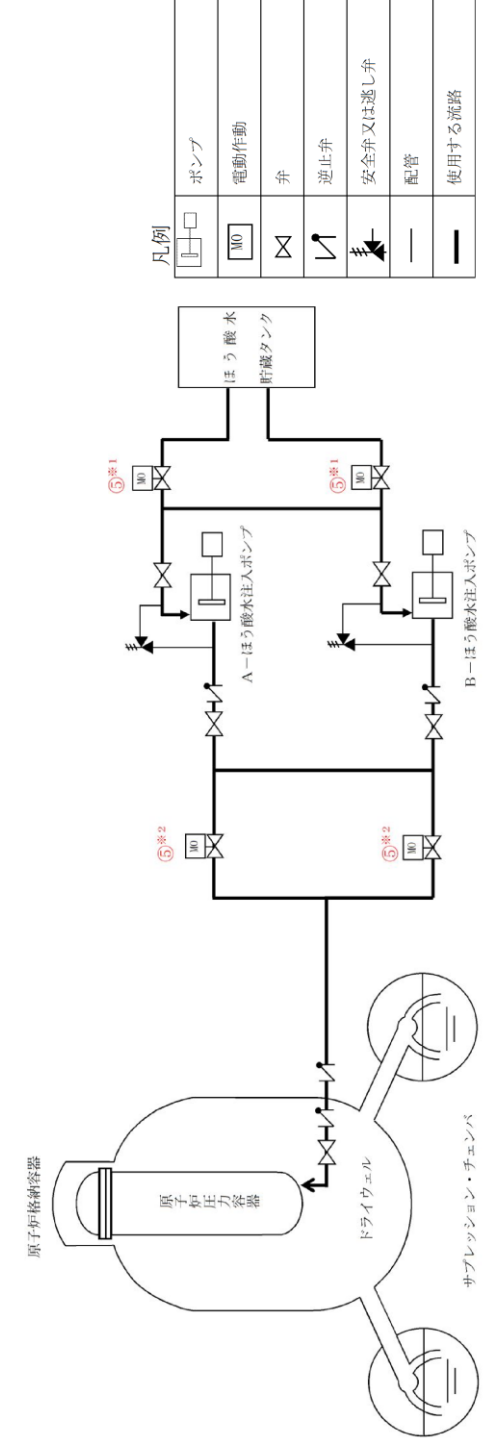 原子炉格納容器
原子炉圧力容器
ドライウェル
サプレッション・チェンバ
⑤※2
MO
⑤※2
MO
A-ほう酸水注入ポンプ
B-ほう酸水注入ポンプ
⑤※1
MO
⑤※1
MO
ほう酸水
貯蔵タンク
凡例
ポンプ
MO 電動作動
弁
逆止弁
安全弁又は逃し弁
配管
使用する流路